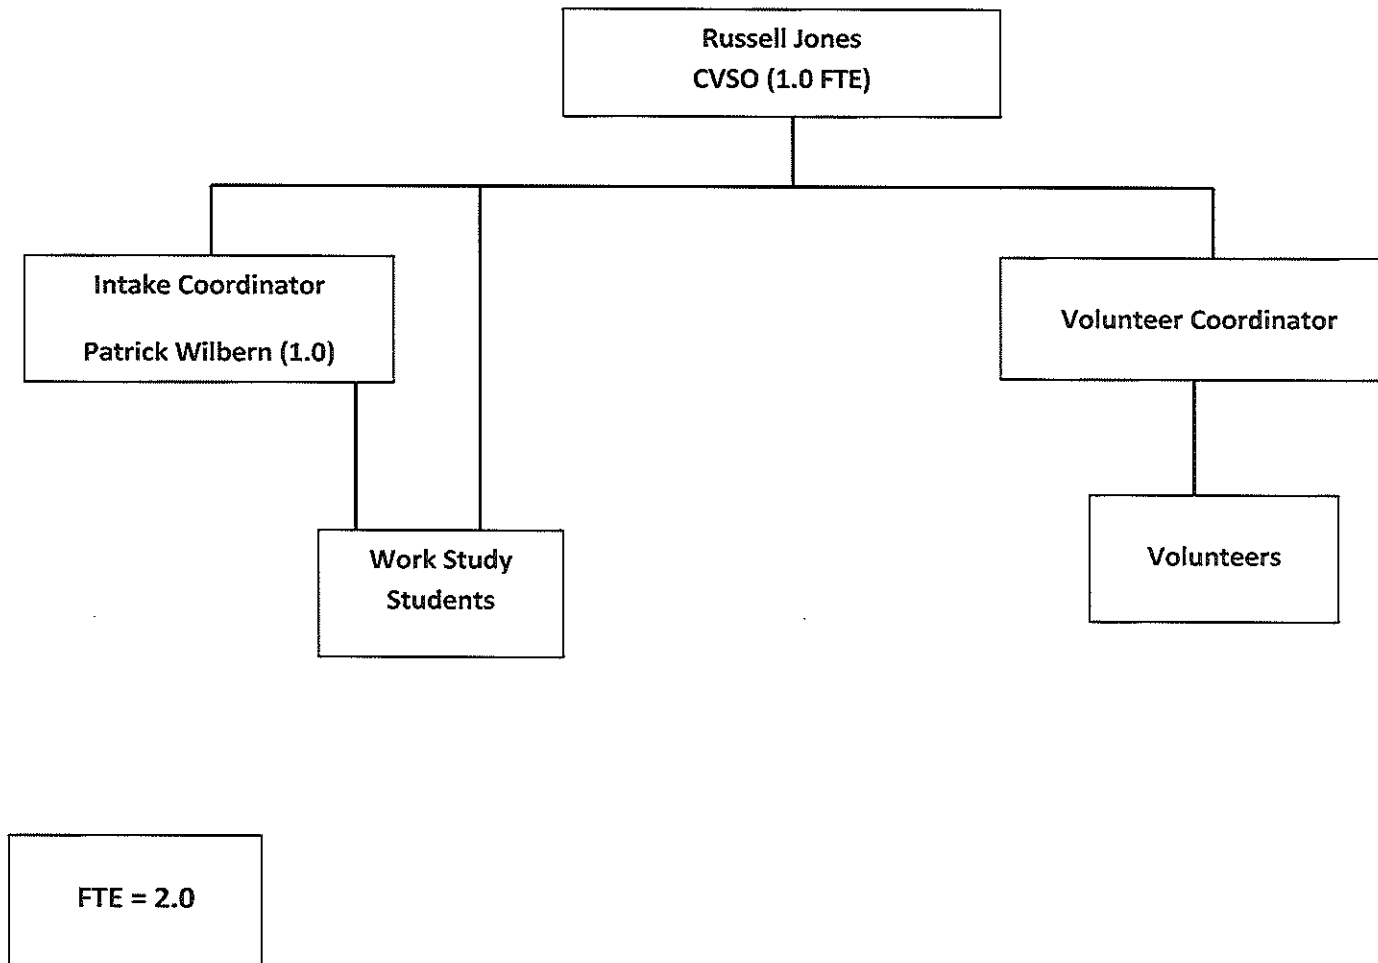 Russell Jones
CVSO (1.0 FTE)
Intake Coordinator
Patrick Wilbern (1.0)
Volunteer Coordinator
Work Study
Students
Volunteers
FTE = 2.0